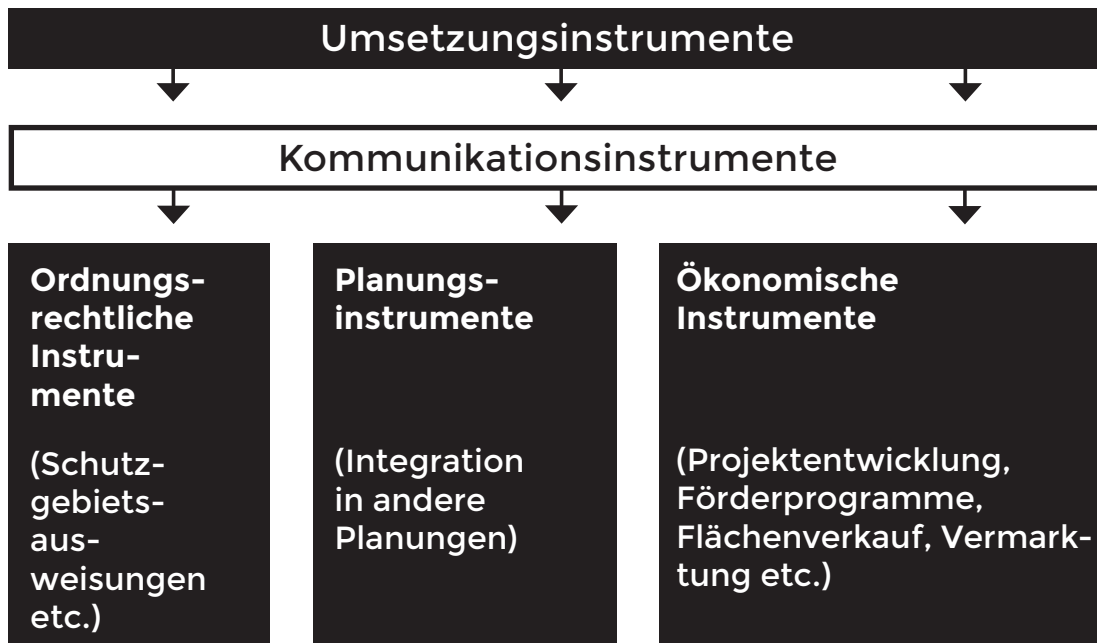 Umsetzungsinstrumente
Kommunikationsinstrumente
Ordnungs-
rechtliche
Instru-
mente
(Schutz-
gebiets-
aus-
weisungen
etc.)
Planungs-
instrumente
(Integration
in andere
Planungen)
Ökonomische
Instrumente
(Projektentwicklung,
Förderprogramme,
Flächenverkauf, Vermark-
tung etc.)